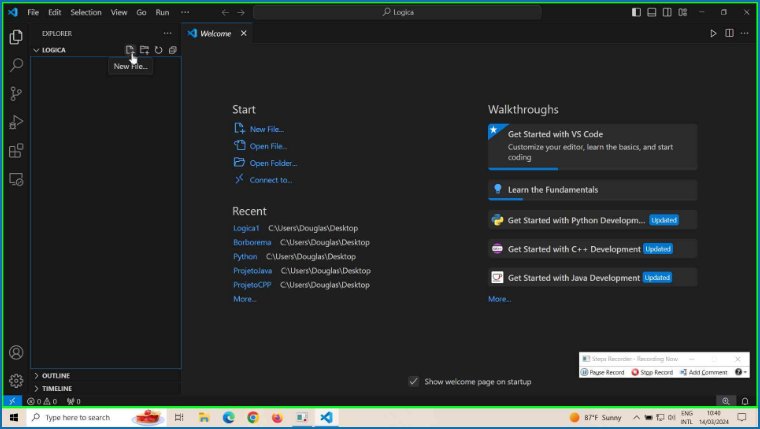 File Edit Selection View Go Run ··· Logica
EXPLORER ···
LOGICA
New File...
Welcome
Start
New File...
Open File...
Open Folder...
Connect to...
Recent
Logica1 C:\Users\Douglas\Desktop
Borborema C:\Users\Douglas\Desktop
Python C:\Users\Douglas\Desktop
ProjetoJava C:\Users\Douglas\Desktop
ProjetoCPP C:\Users\Douglas\Desktop
More...
Walkthroughs
Get Started with VS Code
Customize your editor, learn the basics, and start
coding
Learn the Fundamentals
Get Started with Python Developm... Updated
Get Started with C++ Development Updated
Get Started with Java Development Updated
More...
Steps Recorder - Recording Now
Pause Record Stop Record Add Comment
OUTLINE
TIMELINE
Show welcome page on startup
0 0 0
Type here to search
87°F Sunny
ENG
INTL
10:40
14/03/2024